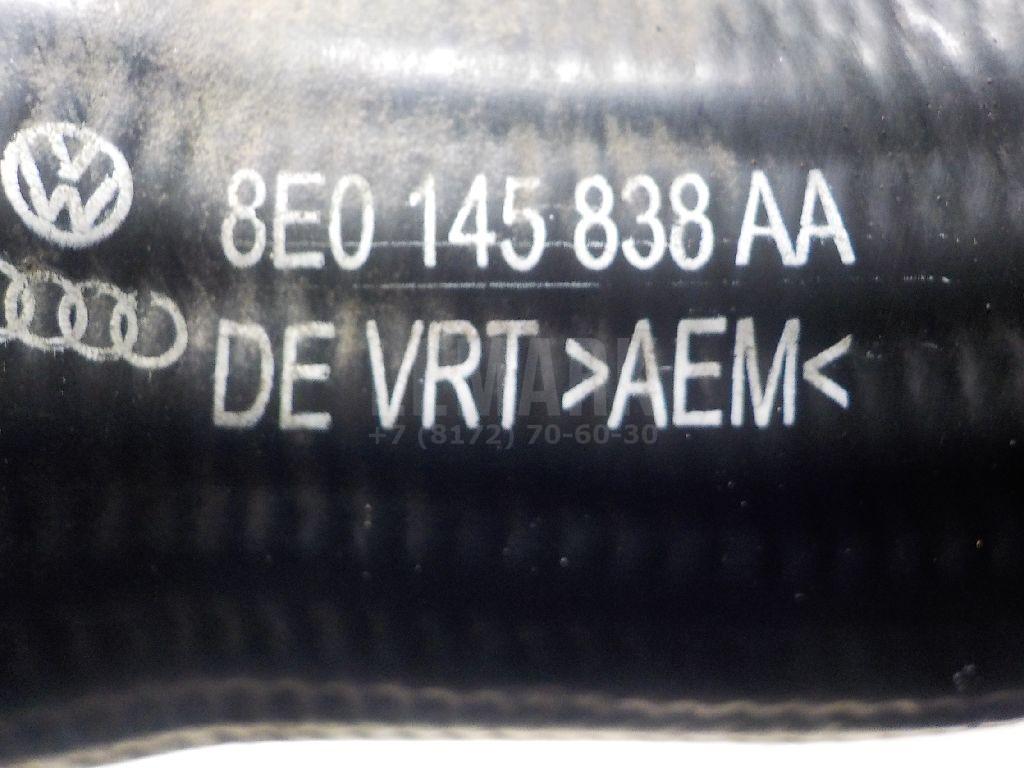 8E0 145 838 AA
DE VRT >AEM<
+7 (8172) 70-60-30